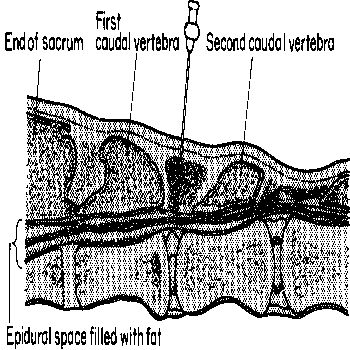 First
End of sacrum caudal vertebra Second caudal vertebra
Epidural space filled with fat